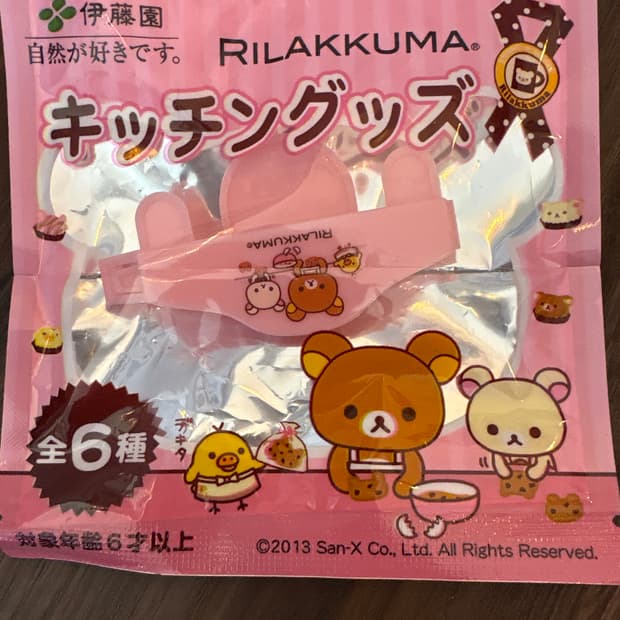 伊藤園
自然が好きです。
RILAKKUMA®
Rilakkuma
キッチングッズ
RILAKKUMA®
デキタ
全6種
対象年齢6才以上
©2013 San-X Co., Ltd. All Rights Reserved.